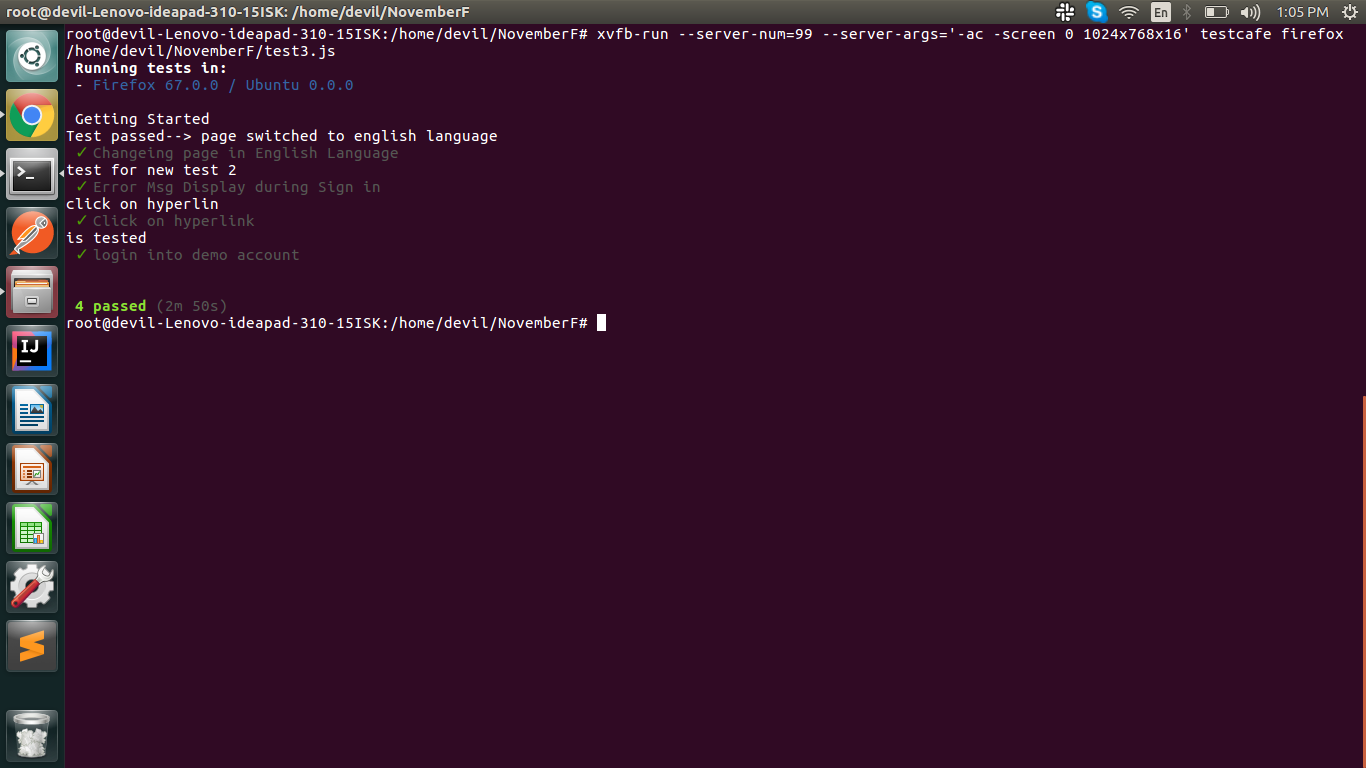 root@devil-Lenovo-ideapad-310-15ISK: /home/devil/NovemberF
En
1:05 PM
root@devil-Lenovo-ideapad-310-15ISK:/home/devil/NovemberF# xvfb-run --server-num=99 --server-args='-ac -screen 0 1024x768x16' testcafe firefox
/home/devil/NovemberF/test3.js
Running tests in:
- Firefox 67.0.0 / Ubuntu 0.0.0
Getting Started
Test passed--> page switched to english language
✓ Changeing page in English Language
test for new test 2
✓ Error Msg Display during Sign in
click on hyperlin
✓ Click on hyperlink
is tested
✓ login into demo account
4 passed (2m 50s)
root@devil-Lenovo-ideapad-310-15ISK:/home/devil/NovemberF#
>_
IJ